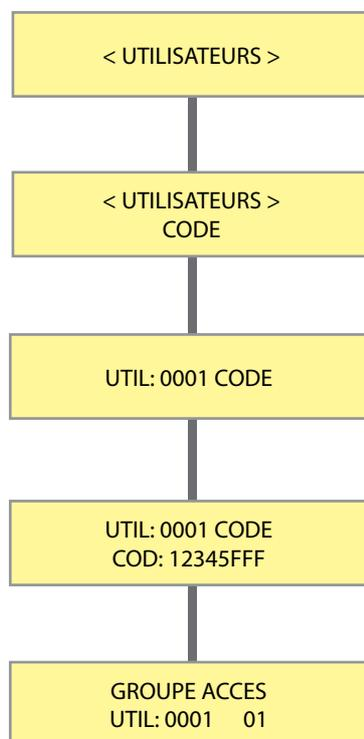 < UTILISATEURS >
< UTILISATEURS >
CODE
UTIL: 0001 CODE
UTIL: 0001 CODE
COD: 12345FFF
GROUPE ACCES
UTIL: 0001 01